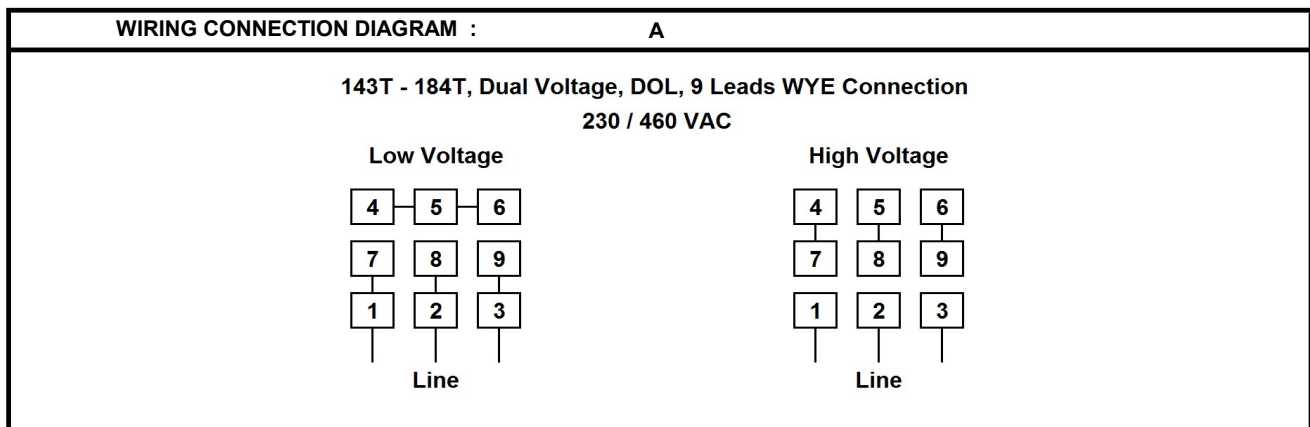 WIRING CONNECTION DIAGRAM : A
143T - 184T, Dual Voltage, DOL, 9 Leads WYE Connection
230 / 460 VAC
Low Voltage
4 5 6
7 8 9
1 2 3
Line
High Voltage
4 5 6
7 8 9
1 2 3
Line